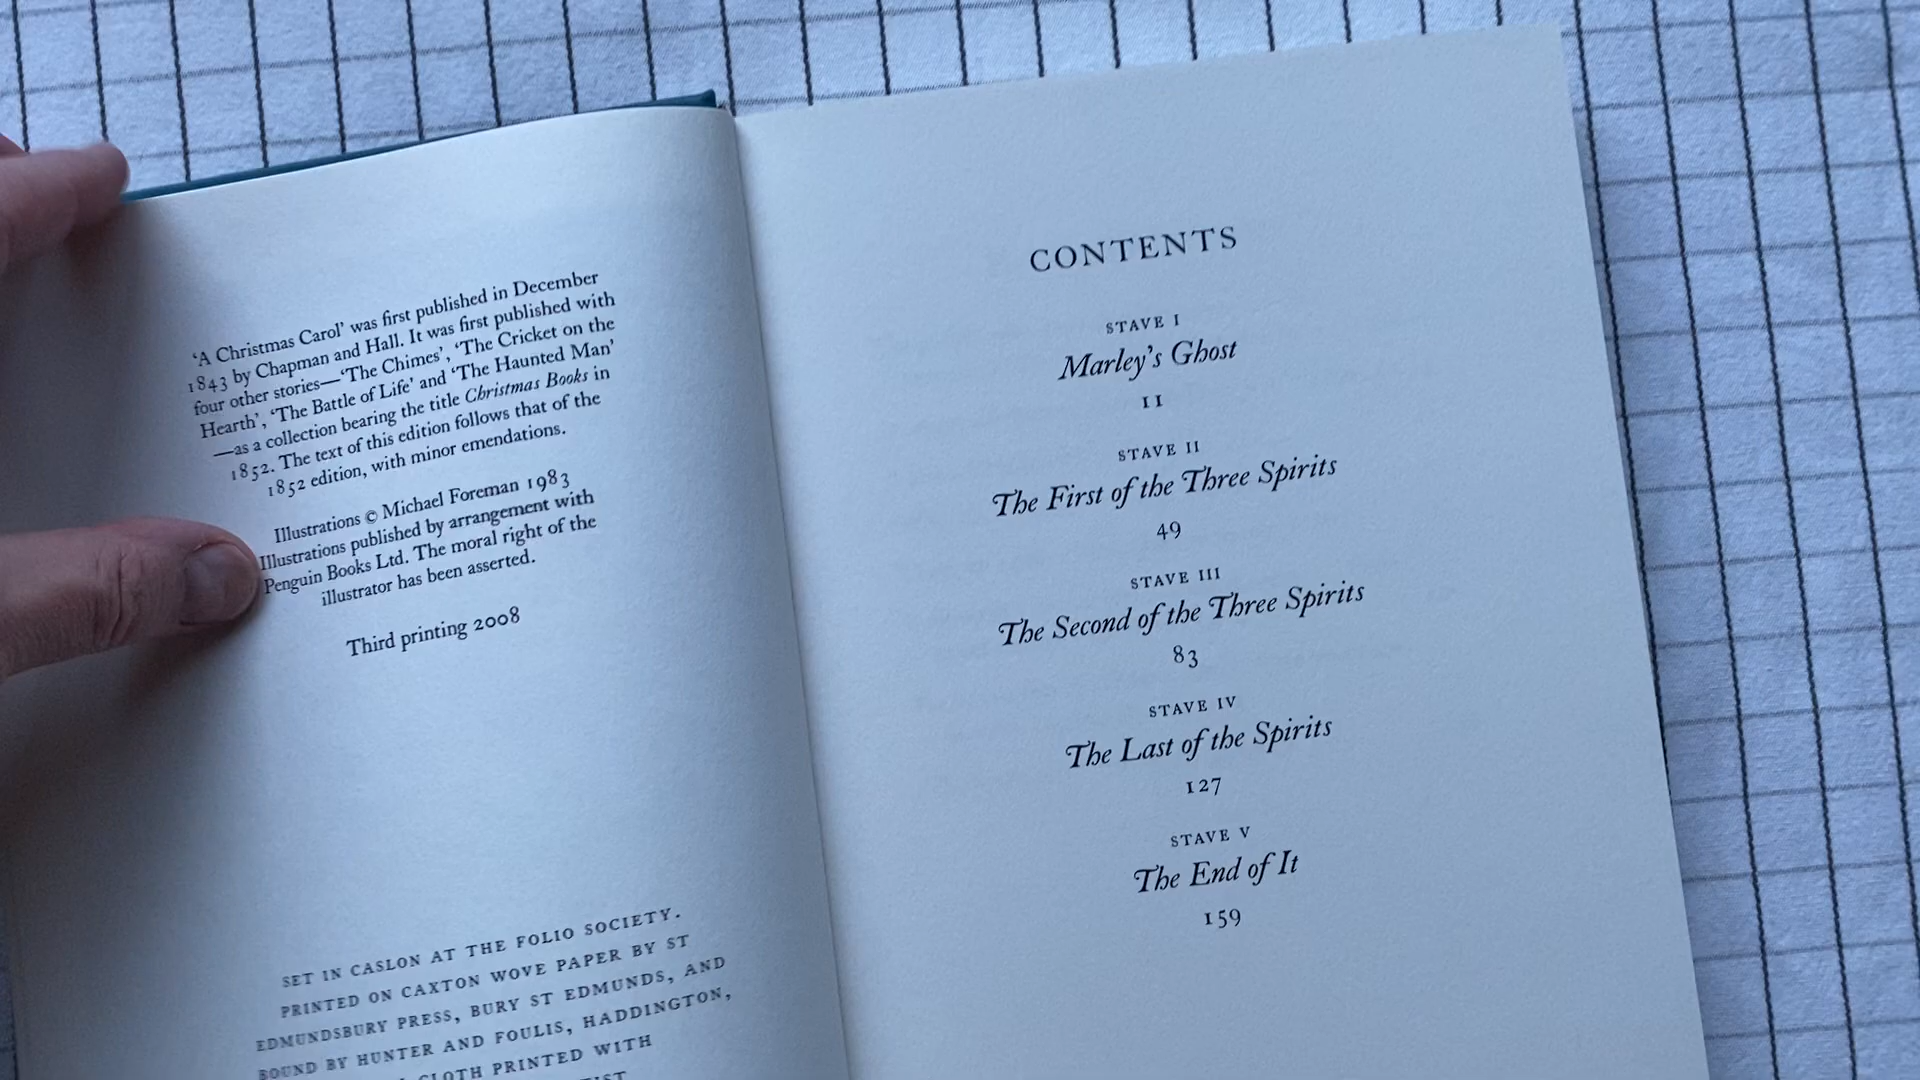 ‘A Christmas Carol’ was first published in December
1843 by Chapman and Hall. It was first published with
four other stories—‘The Chimes’, ‘The Cricket on the
Hearth’, ‘The Battle of Life’ and ‘The Haunted Man’
—as a collection bearing the title Christmas Books in
1852. The text of this edition follows that of the
1852 edition, with minor emendations.
Illustrations © Michael Foreman 1983
Illustrations published by arrangement with
Penguin Books Ltd. The moral right of the
illustrator has been asserted.
Third printing 2008
SET IN CASLON AT THE FOLIO SOCIETY.
PRINTED ON CAXTON WOVE PAPER BY ST
EDMUNDSBURY PRESS, BURY ST EDMUNDS, AND
BOUND BY HUNTER AND FOULIS, HADDINGTON,
CLOTH PRINTED WITH
CONTENTS
STAVE I
Marley’s Ghost
11
STAVE II
The First of the Three Spirits
49
STAVE III
The Second of the Three Spirits
83
STAVE IV
The Last of the Spirits
127
STAVE V
The End of It
159